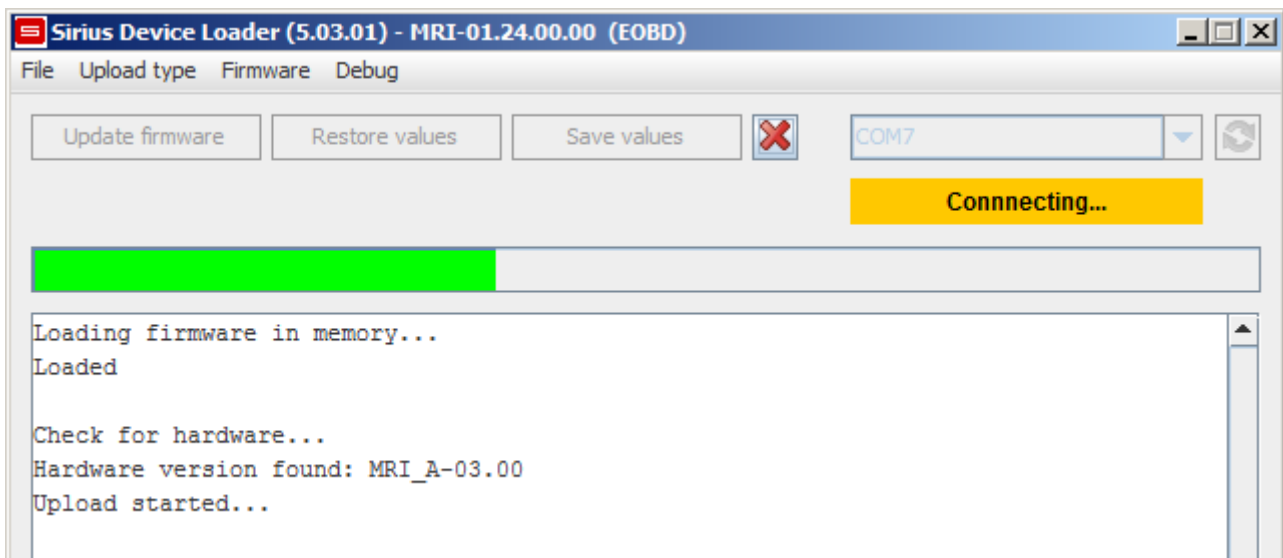 Sirius Device Loader (5.03.01) - MRI-01.24.00.00 (EOBD)
File Upload type Firmware Debug
Update firmware Restore values Save values COM7
Connnecting...
Loading firmware in memory...
Loaded
Check for hardware...
Hardware version found: MRI_A-03.00
Upload started...